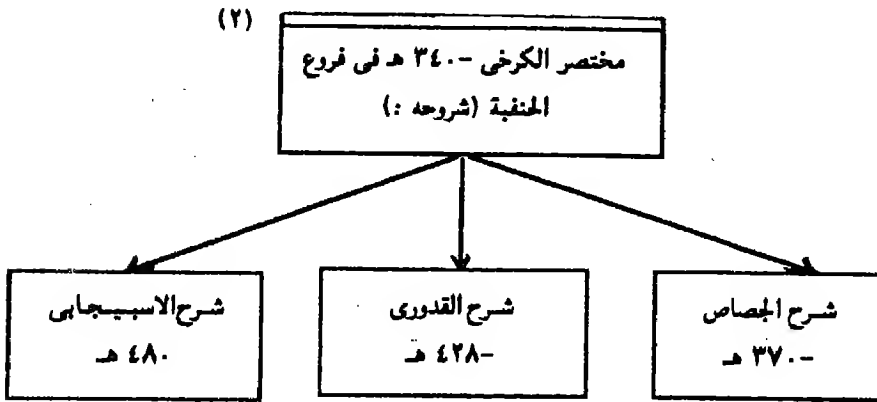 (٢)
مختصر الكرخى -٣٤٠ هـ فى فروع
الحنفية (شروحه :)
شرح الجصاص
-٣٧٠ هـ
شرح القدورى
-٤٢٨ هـ
شرح الاسبيجابى
٤٨٠ هـ